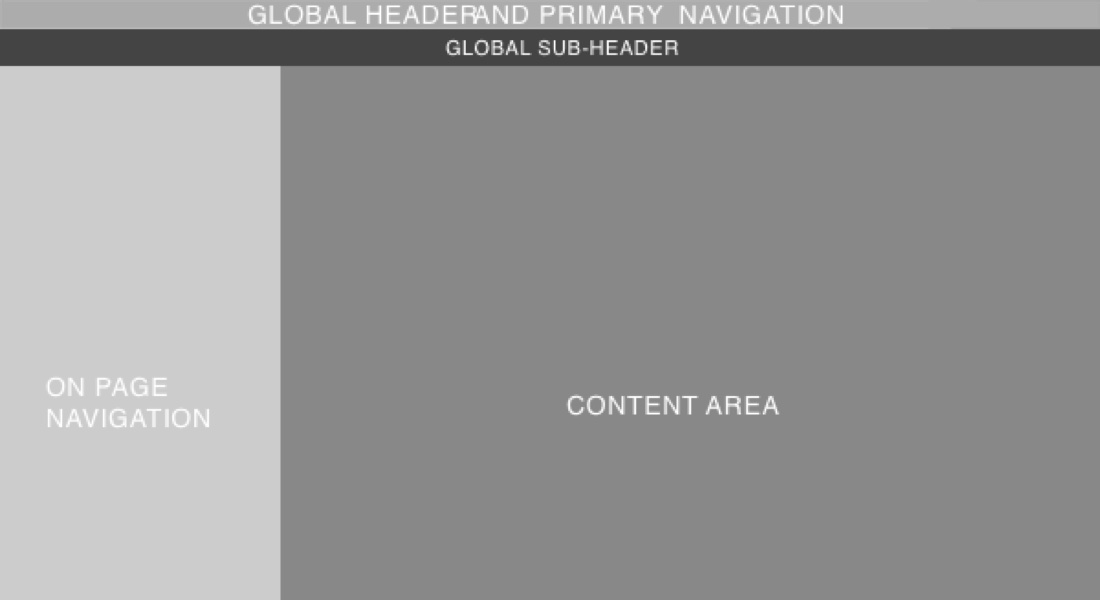 GLOBAL HEADER AND PRIMARY NAVIGATION
GLOBAL SUB-HEADER
ON PAGE
NAVIGATION
CONTENT AREA